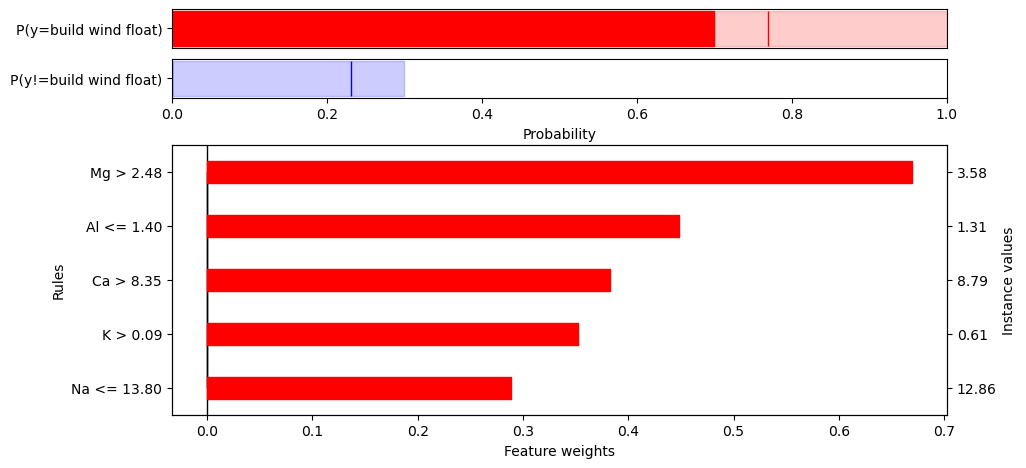 P(y=build wind float)
P(y!=build wind float)
0.0 0.2 0.4 0.6 0.8 1.0
Probability
Mg > 2.48 3.58
Al <= 1.40 1.31
Ca > 8.35 8.79
K > 0.09 0.61
Na <= 13.80 12.86
Rules
Instance values
0.0 0.1 0.2 0.3 0.4 0.5 0.6 0.7
Feature weights